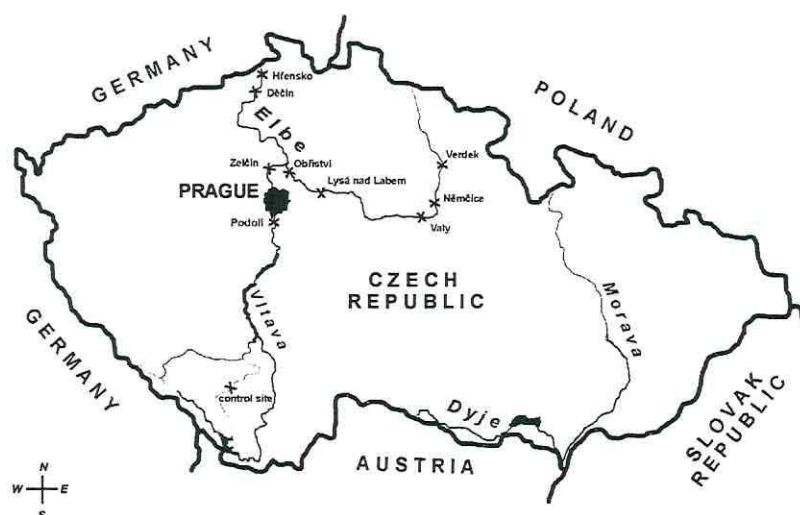 GERMANY
Hřensko
Děčín
Elbe
POLAND
Zelčín
Obříství
Verdek
PRAGUE
Lysá nad Labem
Němčice
Podolí
Valy
CZECH
REPUBLIC
Vltava
Morava
GERMANY
control site
Dyje
SLOVAK
REPUBLIC
AUSTRIA
N
W
E
S